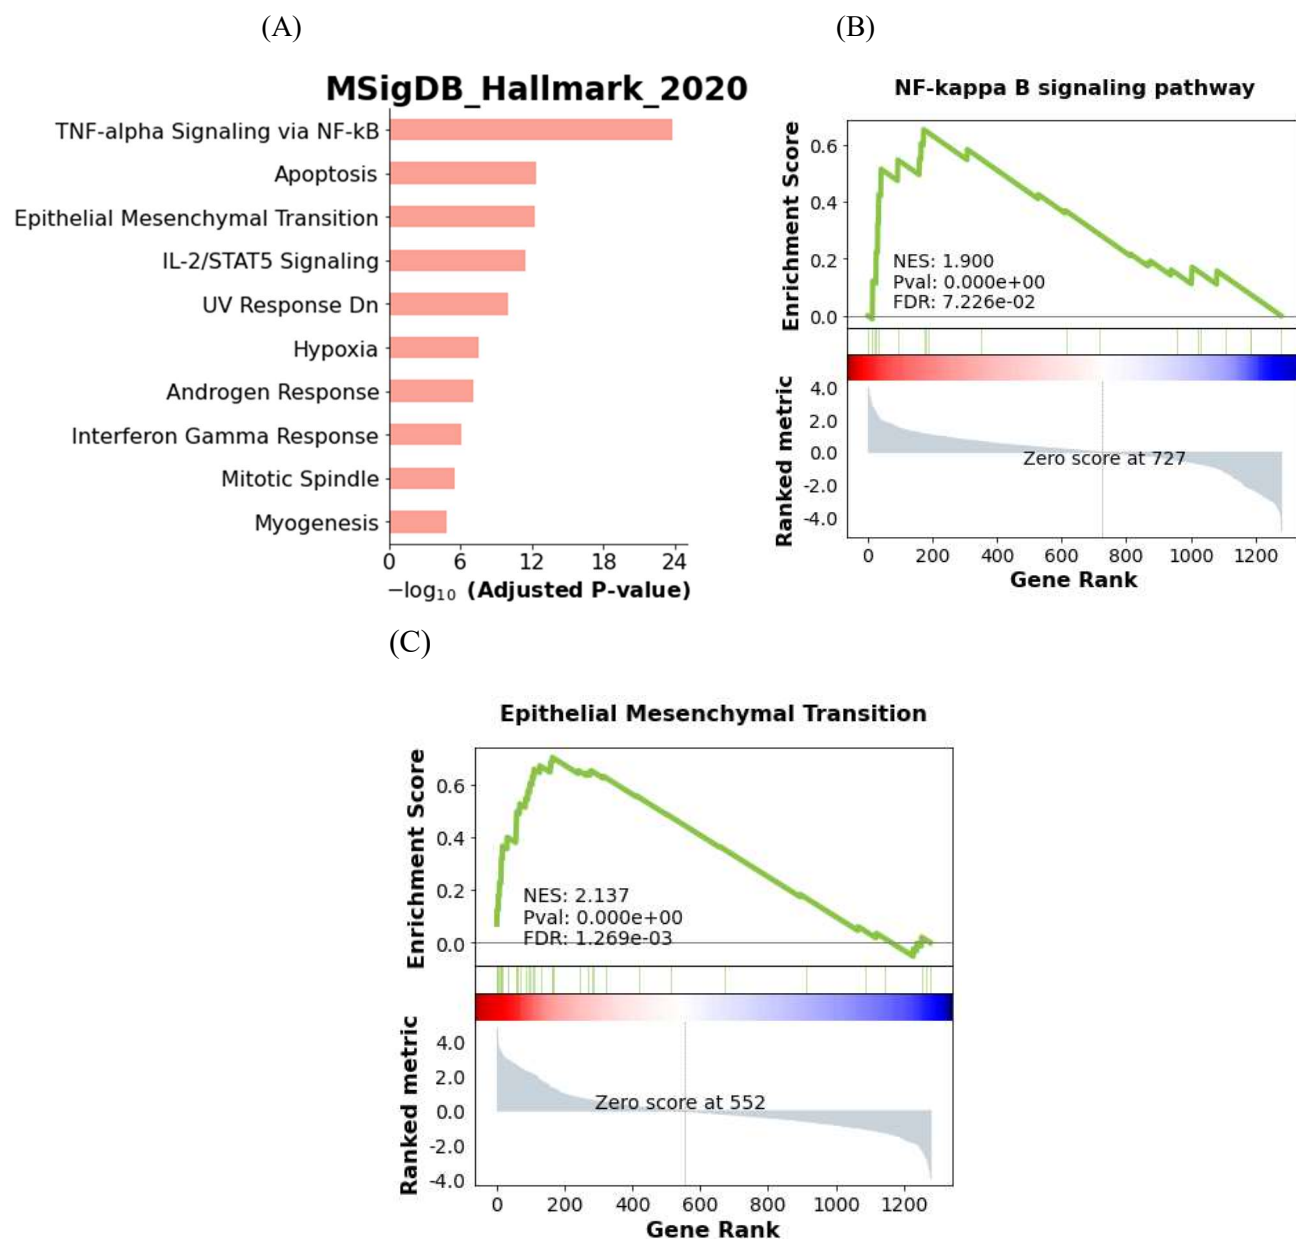 (A)
MSigDB_Hallmark_2020
TNF-alpha Signaling via NF-kB
Apoptosis
Epithelial Mesenchymal Transition
IL-2/STAT5 Signaling
UV Response Dn
Hypoxia
Androgen Response
Interferon Gamma Response
Mitotic Spindle
Myogenesis
0 6 12 18 24
−log₁₀ (Adjusted P-value)
(B)
NF-kappa B signaling pathway
Enrichment Score
0.6
0.4
0.2
0.0
NES: 1.900
Pval: 0.000e+00
FDR: 7.226e-02
Ranked metric
4.0
2.0
0.0
-2.0
-4.0
Zero score at 727
0 200 400 600 800 1000 1200
Gene Rank
(C)
Epithelial Mesenchymal Transition
Enrichment Score
0.6
0.4
0.2
0.0
NES: 2.137
Pval: 0.000e+00
FDR: 1.269e-03
Ranked metric
4.0
2.0
0.0
-2.0
-4.0
Zero score at 552
0 200 400 600 800 1000 1200
Gene Rank